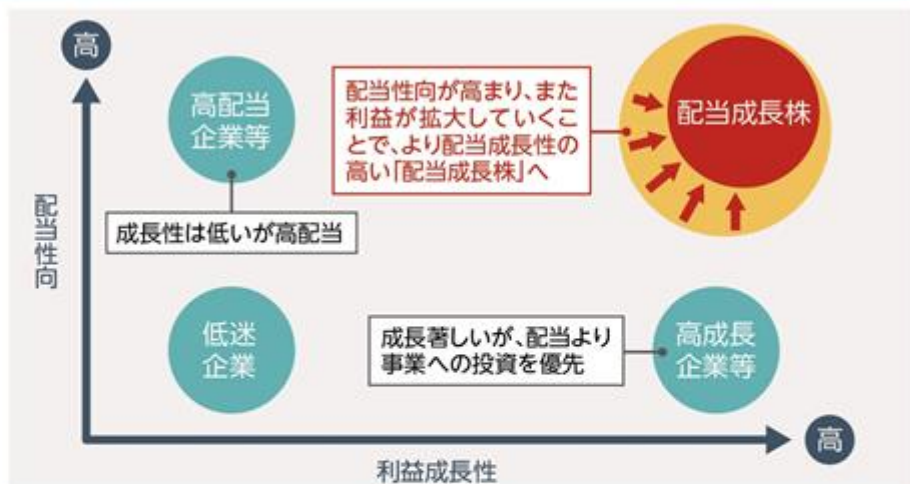 高
高配当
企業等
配当性向が高まり、また
利益が拡大していくこ
とで、より配当成長性の
高い「配当成長株」へ
配当成長株
成長性は低いが高配当
配当性向
低迷
企業
成長著しいが、配当より
事業への投資を優先
高成長
企業等
高
利益成長性